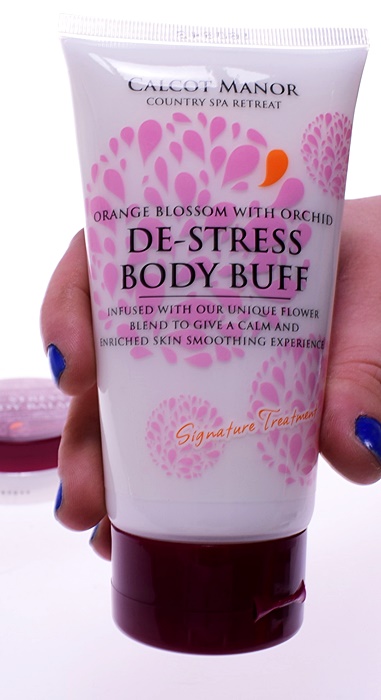 CALCOT MANOR
COUNTRY SPA RETREAT
ORANGE BLOSSOM WITH ORCHID
DE-STRESS
BODY BUFF
INFUSED WITH OUR UNIQUE FLOWER
BLEND TO GIVE A CALM AND
ENRICHED SKIN SMOOTHING EXPERIENCE
Signature Treatment